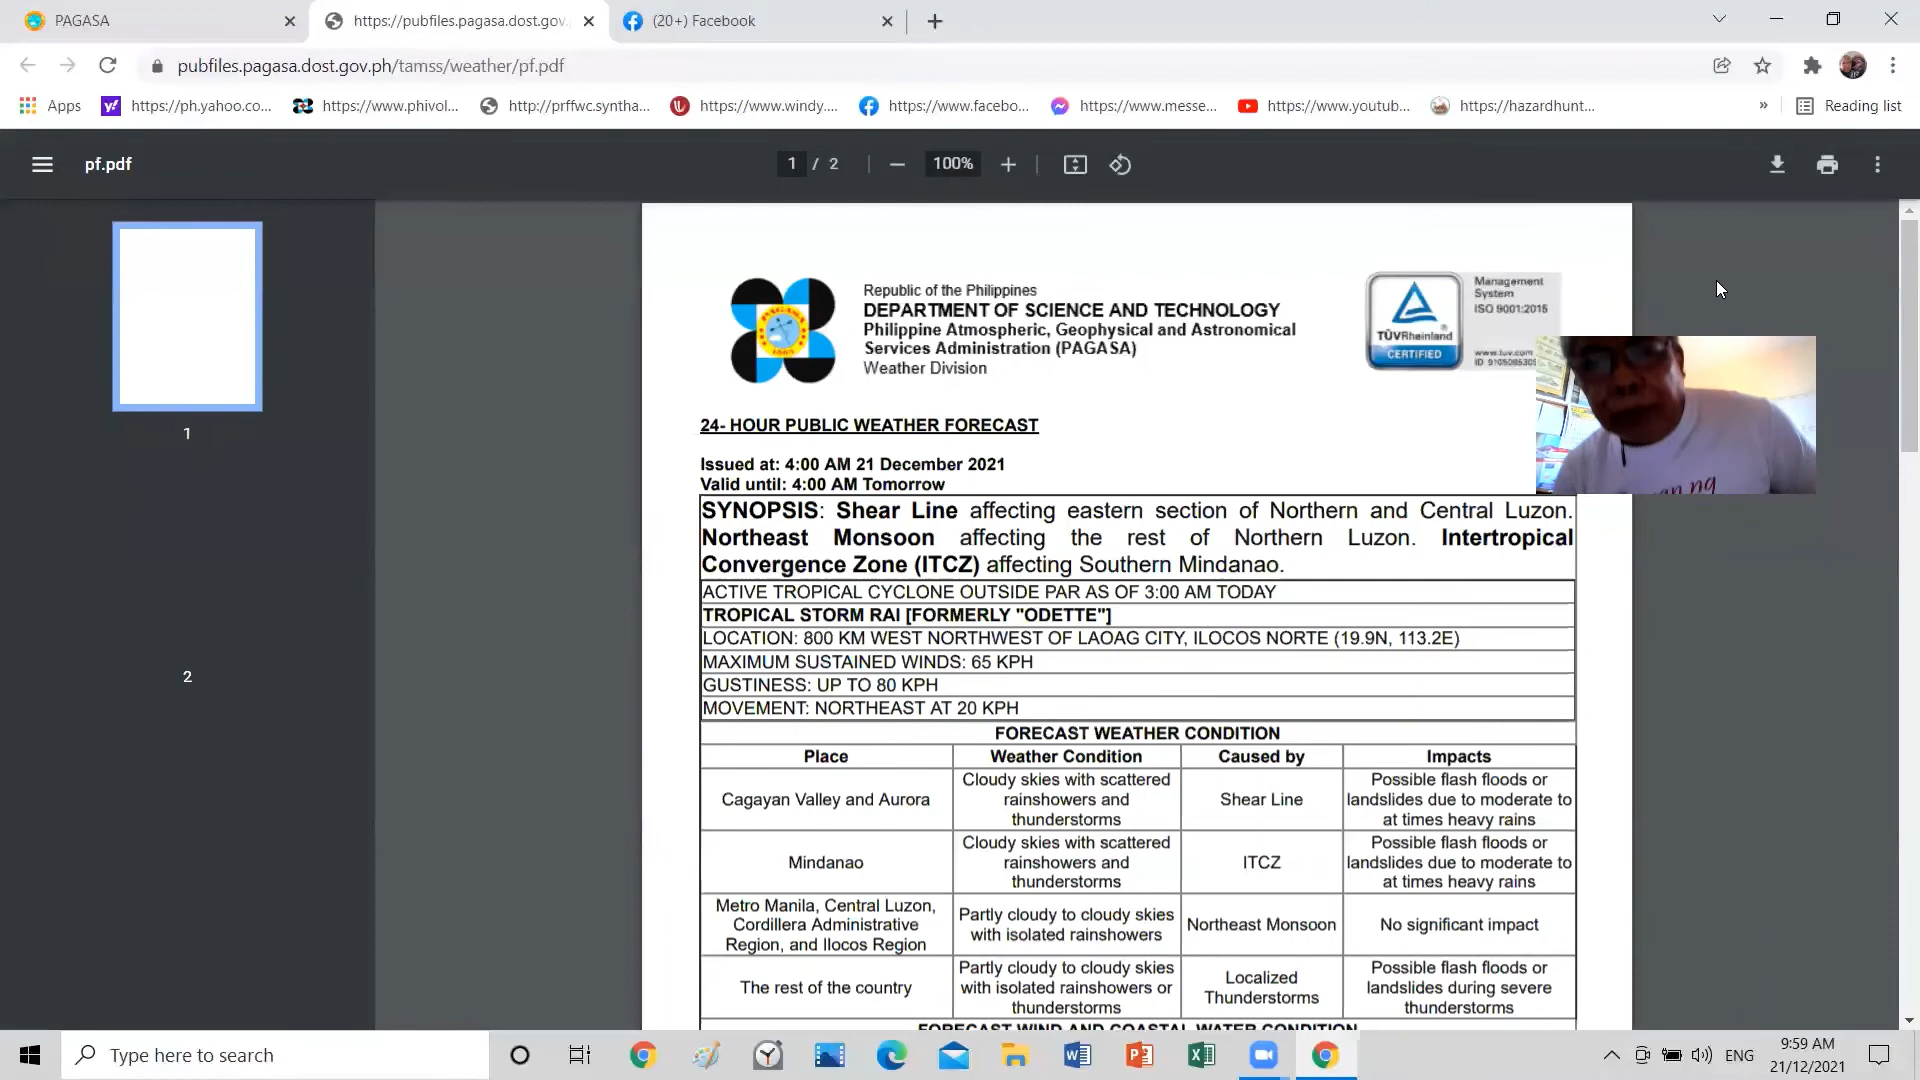 PAGASA
https://pubfiles.pagasa.dost.gov.
(20+) Facebook
pubfiles.pagasa.dost.gov.ph/tamss/weather/pf.pdf
Apps
https://ph.yahoo.co...
https://www.phivol...
http://prffwc.syntha...
https://www.windy....
https://www.facebo...
https://www.messe...
https://www.youtub...
https://hazardhunt...
»
Reading list
pf.pdf
1 / 2
100%
1
2
Republic of the Philippines
DEPARTMENT OF SCIENCE AND TECHNOLOGY
Philippine Atmospheric, Geophysical and Astronomical
Services Administration (PAGASA)
Weather Division
PAGASA
TÜVRheinland
CERTIFIED
Management
System
ISO 9001:2015
www.tuv.com
24- HOUR PUBLIC WEATHER FORECAST
Issued at: 4:00 AM 21 December 2021
Valid until: 4:00 AM Tomorrow
SYNOPSIS: Shear Line affecting eastern section of Northern and Central Luzon.
Northeast Monsoon affecting the rest of Northern Luzon. Intertropical
Convergence Zone (ITCZ) affecting Southern Mindanao.
ACTIVE TROPICAL CYCLONE OUTSIDE PAR AS OF 3:00 AM TODAY
TROPICAL STORM RAI [FORMERLY "ODETTE"]
LOCATION: 800 KM WEST NORTHWEST OF LAOAG CITY, ILOCOS NORTE (19.9N, 113.2E)
MAXIMUM SUSTAINED WINDS: 65 KPH
GUSTINESS: UP TO 80 KPH
MOVEMENT: NORTHEAST AT 20 KPH
FORECAST WEATHER CONDITION
Place
Weather Condition
Caused by
Impacts
Cagayan Valley and Aurora
Cloudy skies with scattered
rainshowers and
thunderstorms
Shear Line
Possible flash floods or
landslides due to moderate to
at times heavy rains
Mindanao
Cloudy skies with scattered
rainshowers and
thunderstorms
ITCZ
Possible flash floods or
landslides due to moderate to
at times heavy rains
Metro Manila, Central Luzon,
Cordillera Administrative
Region, and Ilocos Region
Partly cloudy to cloudy skies
with isolated rainshowers
Northeast Monsoon
No significant impact
The rest of the country
Partly cloudy to cloudy skies
with isolated rainshowers or
thunderstorms
Localized
Thunderstorms
Possible flash floods or
landslides during severe
thunderstorms
FORECAST WIND AND COASTAL WATER CONDITION
Type here to search
ENG
9:59 AM
21/12/2021